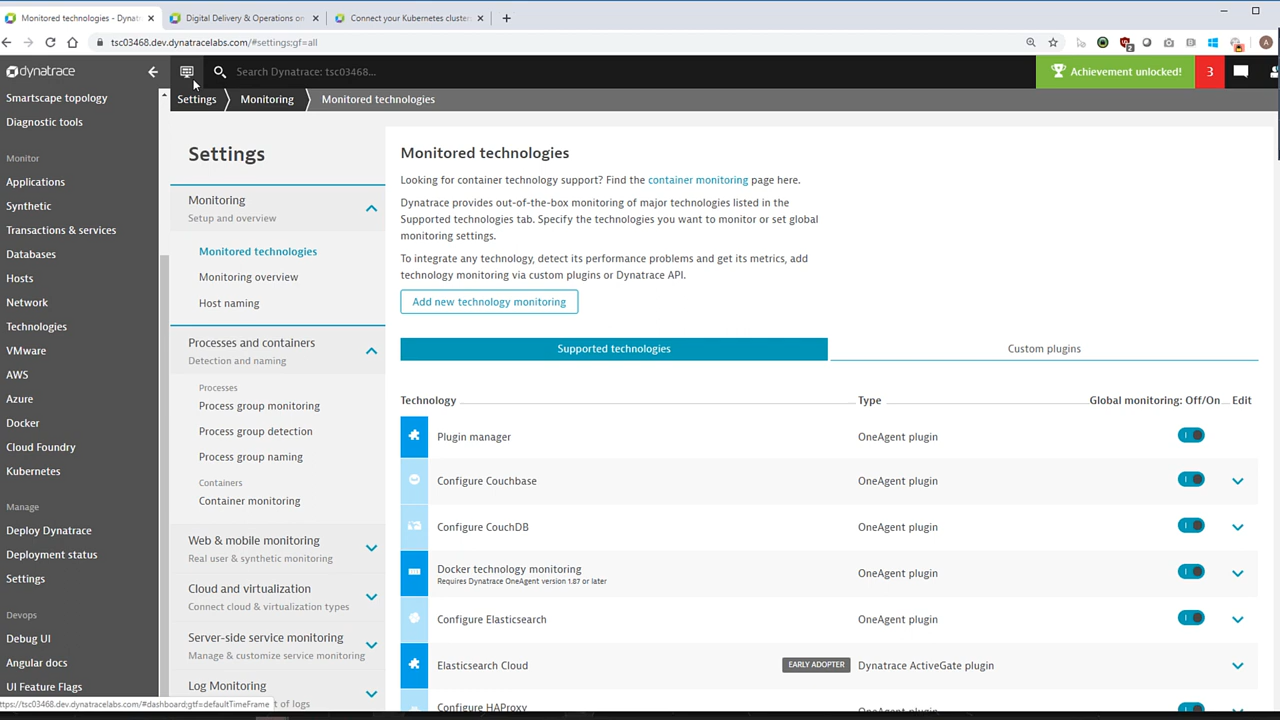 Monitored technologies - Dynat
Digital Delivery & Operations on
Connect your Kubernetes cluster
tsc03468.dev.dynatracelabs.com/#settings;gf=all
2
A
dynatrace
Search Dynatrace: tsc03468...
Achievement unlocked!
3
Smartscape topology
Diagnostic tools
Monitor
Applications
Synthetic
Transactions & services
Databases
Hosts
Network
Technologies
VMware
AWS
Azure
Docker
Cloud Foundry
Kubernetes
Manage
Deploy Dynatrace
Deployment status
Settings
Devops
Debug UI
Angular docs
UI Feature Flags
Settings
Monitoring
Monitored technologies
Settings
Monitoring
Setup and overview
Monitored technologies
Monitoring overview
Host naming
Processes and containers
Detection and naming
Processes
Process group monitoring
Process group detection
Process group naming
Containers
Container monitoring
Web & mobile monitoring
Real user & synthetic monitoring
Cloud and virtualization
Connect cloud & virtualization types
Server-side service monitoring
Manage & customize service monitoring
Log Monitoring
t of logs
ttps://tsc03468.dev.dynatracelabs.com/#dashboard;gtf=defaultTimeFrame
Monitored technologies
Looking for container technology support? Find the container monitoring page here.
Dynatrace provides out-of-the-box monitoring of major technologies listed in the
Supported technologies tab. Specify the technologies you want to monitor or set global
monitoring settings.
To integrate any technology, detect its performance problems and get its metrics, add
technology monitoring via custom plugins or Dynatrace API.
Add new technology monitoring
Supported technologies
Custom plugins
Technology
Type
Global monitoring: Off/On
Edit
Plugin manager
OneAgent plugin
Configure Couchbase
OneAgent plugin
Configure CouchDB
OneAgent plugin
Docker technology monitoring
Requires Dynatrace OneAgent version 1.87 or later
OneAgent plugin
Configure Elasticsearch
OneAgent plugin
Elasticsearch Cloud
EARLY ADOPTER
Dynatrace ActiveGate plugin
Configure HAProxy
OneAgent plugin